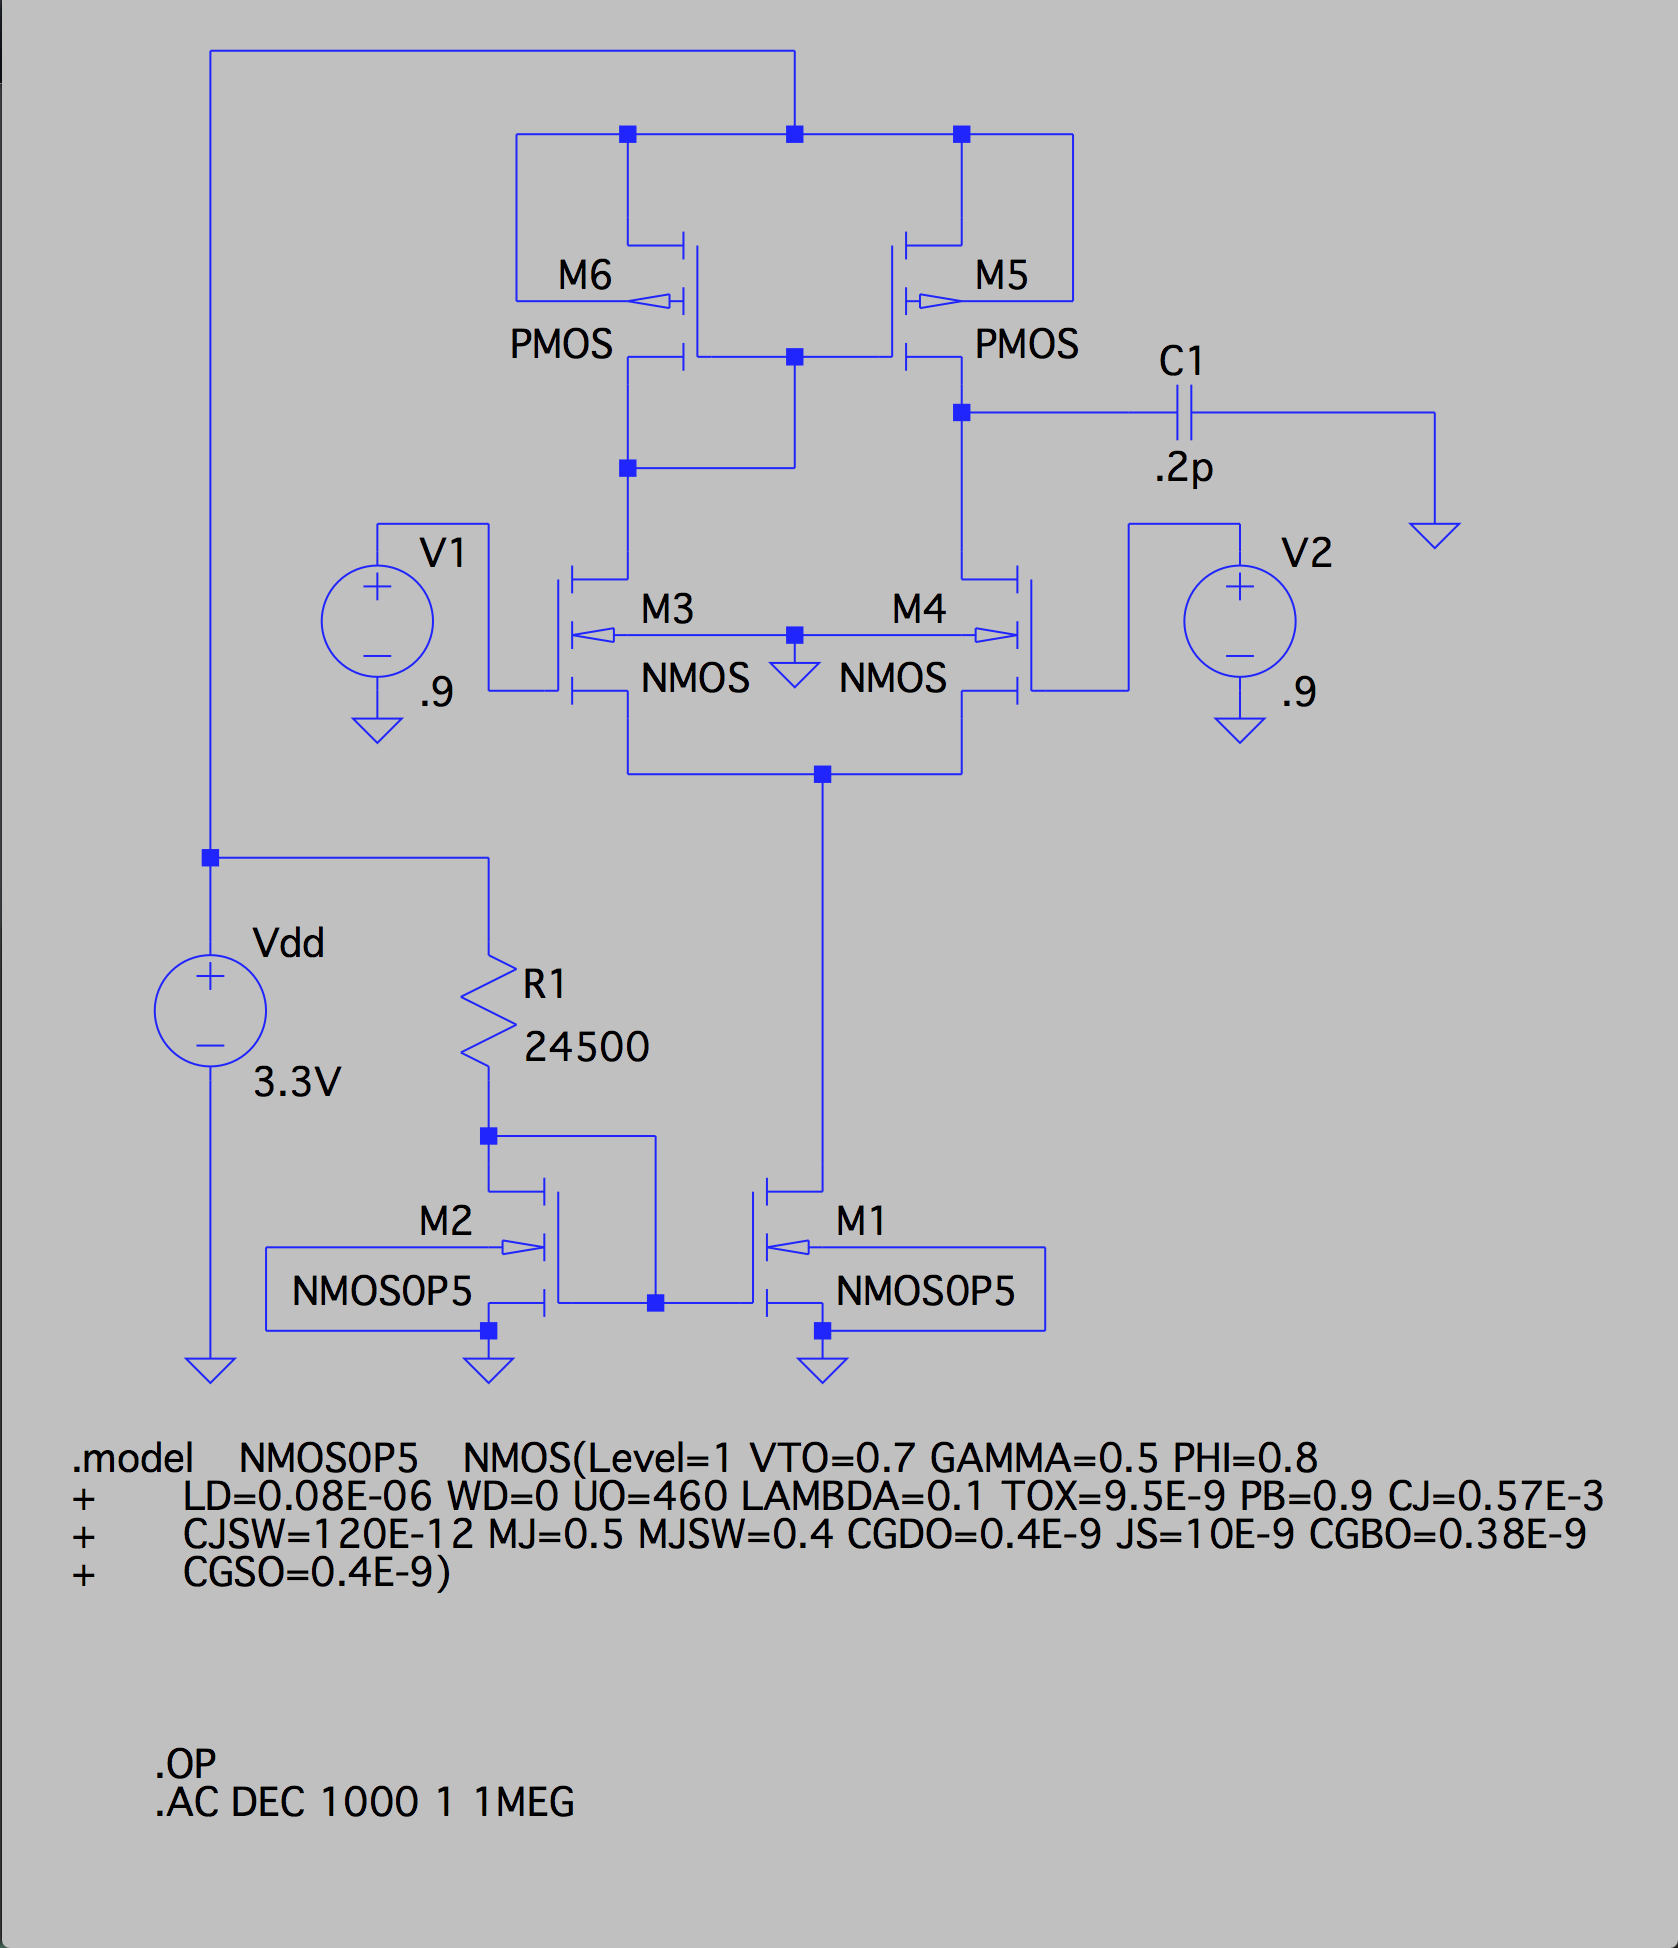 M6
M5
PMOS
PMOS
C1
.2p
V1
V2
M3
M4
NMOS
NMOS
.9
.9
Vdd
R1
24500
3.3V
M2
M1
NMOS0P5
NMOS0P5
.model NMOS0P5 NMOS(Level=1 VTO=0.7 GAMMA=0.5 PHI=0.8
+ LD=0.08E-06 WD=0 UO=460 LAMBDA=0.1 TOX=9.5E-9 PB=0.9 CJ=0.57E-3
+ CJSW=120E-12 MJ=0.5 MJSW=0.4 CGDO=0.4E-9 JS=10E-9 CGBO=0.38E-9
+ CGSO=0.4E-9)
.OP
.AC DEC 1000 1 1MEG